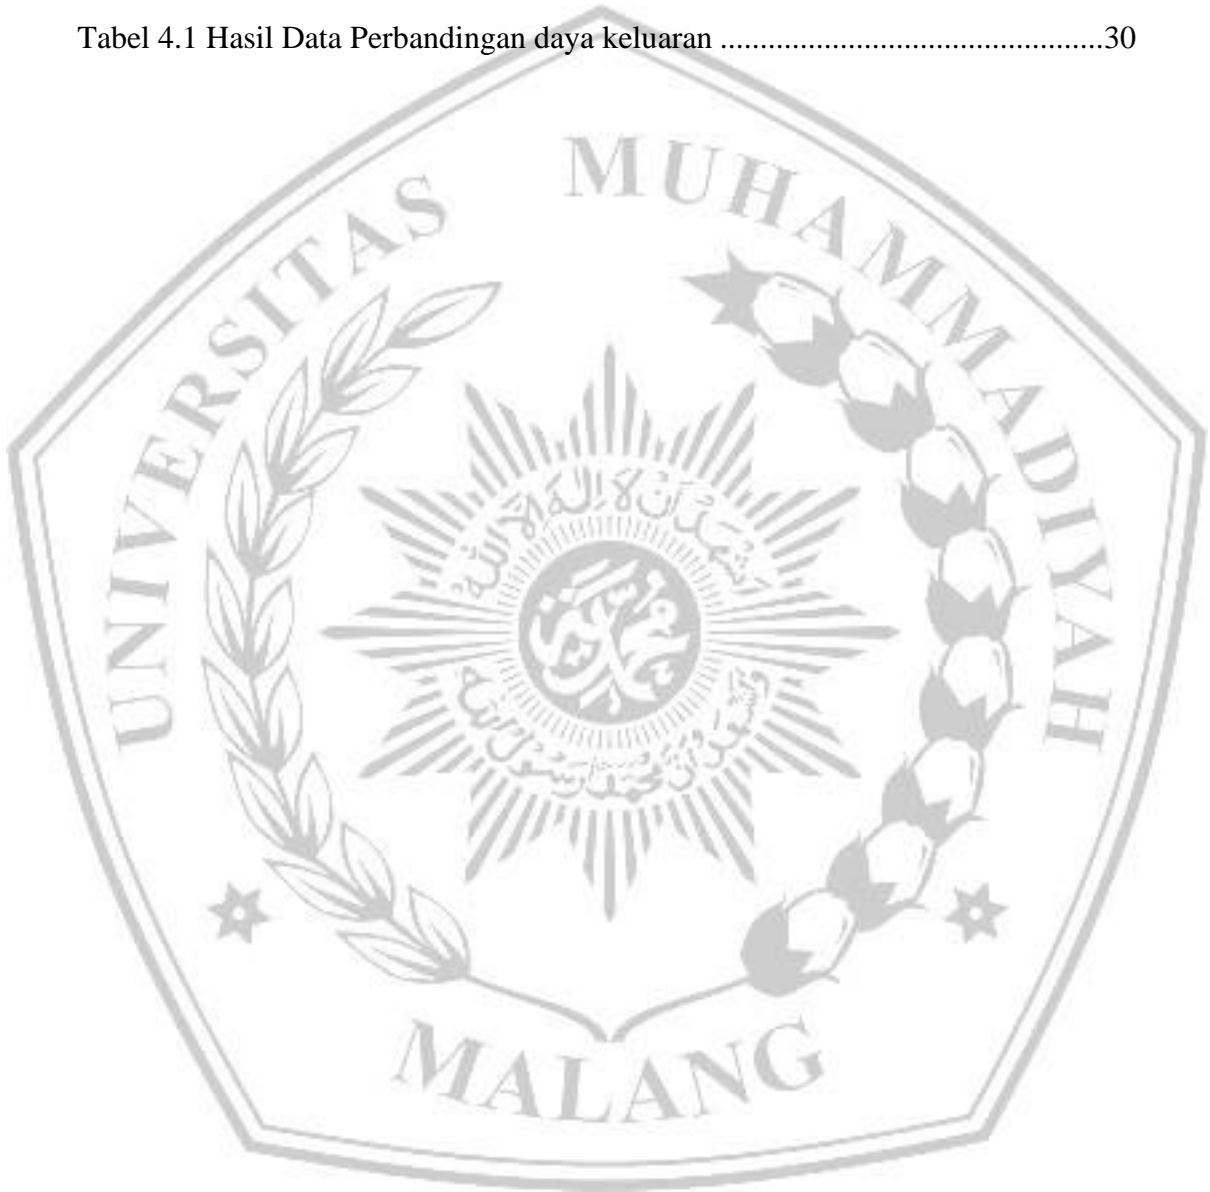 Tabel 4.1 Hasil Data Perbandingan daya keluaran ................................................30
UNIVERSITAS MUHAMMADIYAH
MALANG